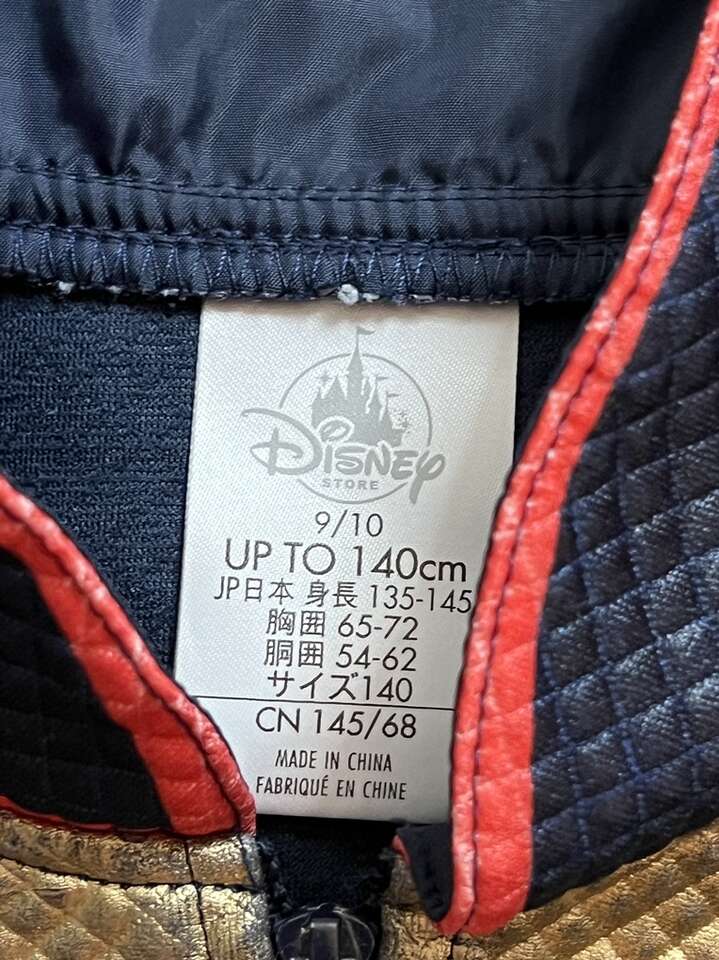 Disney
STORE
9/10
UP TO 140cm
JP日本 身長 135-145
胸囲 65-72
胴囲 54-62
サイズ140
CN 145/68
MADE IN CHINA
FABRIQUÉ EN CHINE